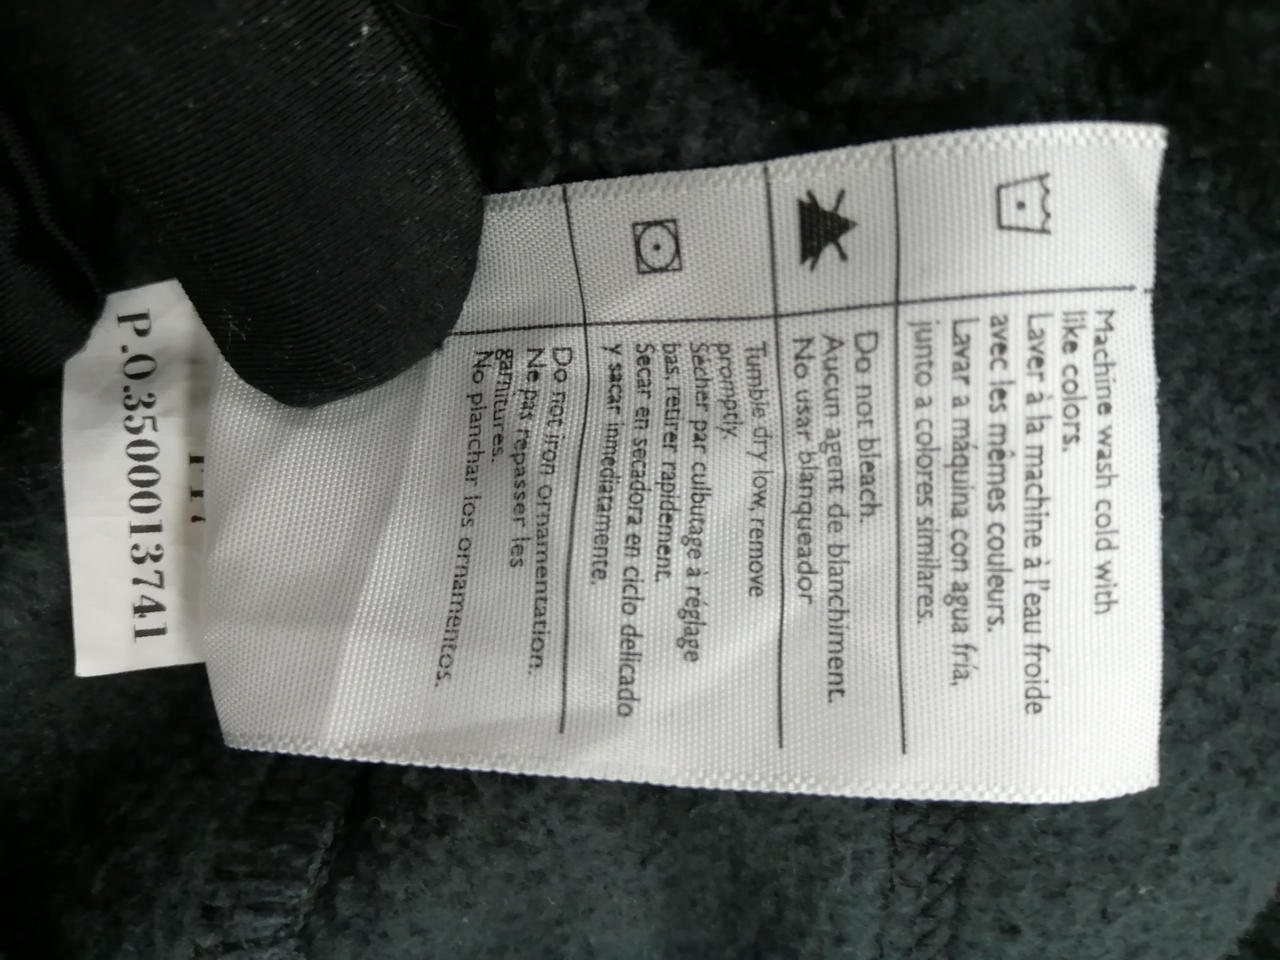 Machine wash cold with
like colors.
Laver à la machine à l'eau froide
avec les mêmes couleurs.
Lavar a máquina con agua fría,
junto a colores similares.
Do not bleach.
Aucun agent de blanchiment.
No usar blanqueador
Tumble dry low, remove
promptly.
Sécher par culbutage à réglage
bas, retirer rapidement.
Secar en secadora en ciclo delicado
y sacar inmediatamente.
Do not iron ornamentation.
Ne pas repasser les
garnitures.
No planchar los ornamentos.
P.O.3500013741